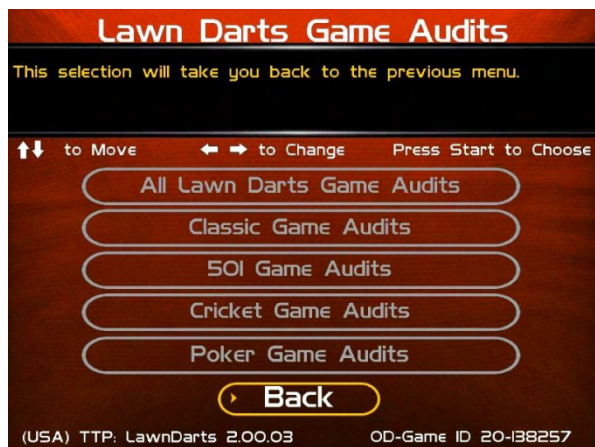 Lawn Darts Game Audits
This selection will take you back to the previous menu.
⬆⬇ to Move ⬅ ➡ to Change Press Start to Choose
All Lawn Darts Game Audits
Classic Game Audits
501 Game Audits
Cricket Game Audits
Poker Game Audits
Back
(USA) TTP: LawnDarts 2.00.03 OD-Game ID 20-138257